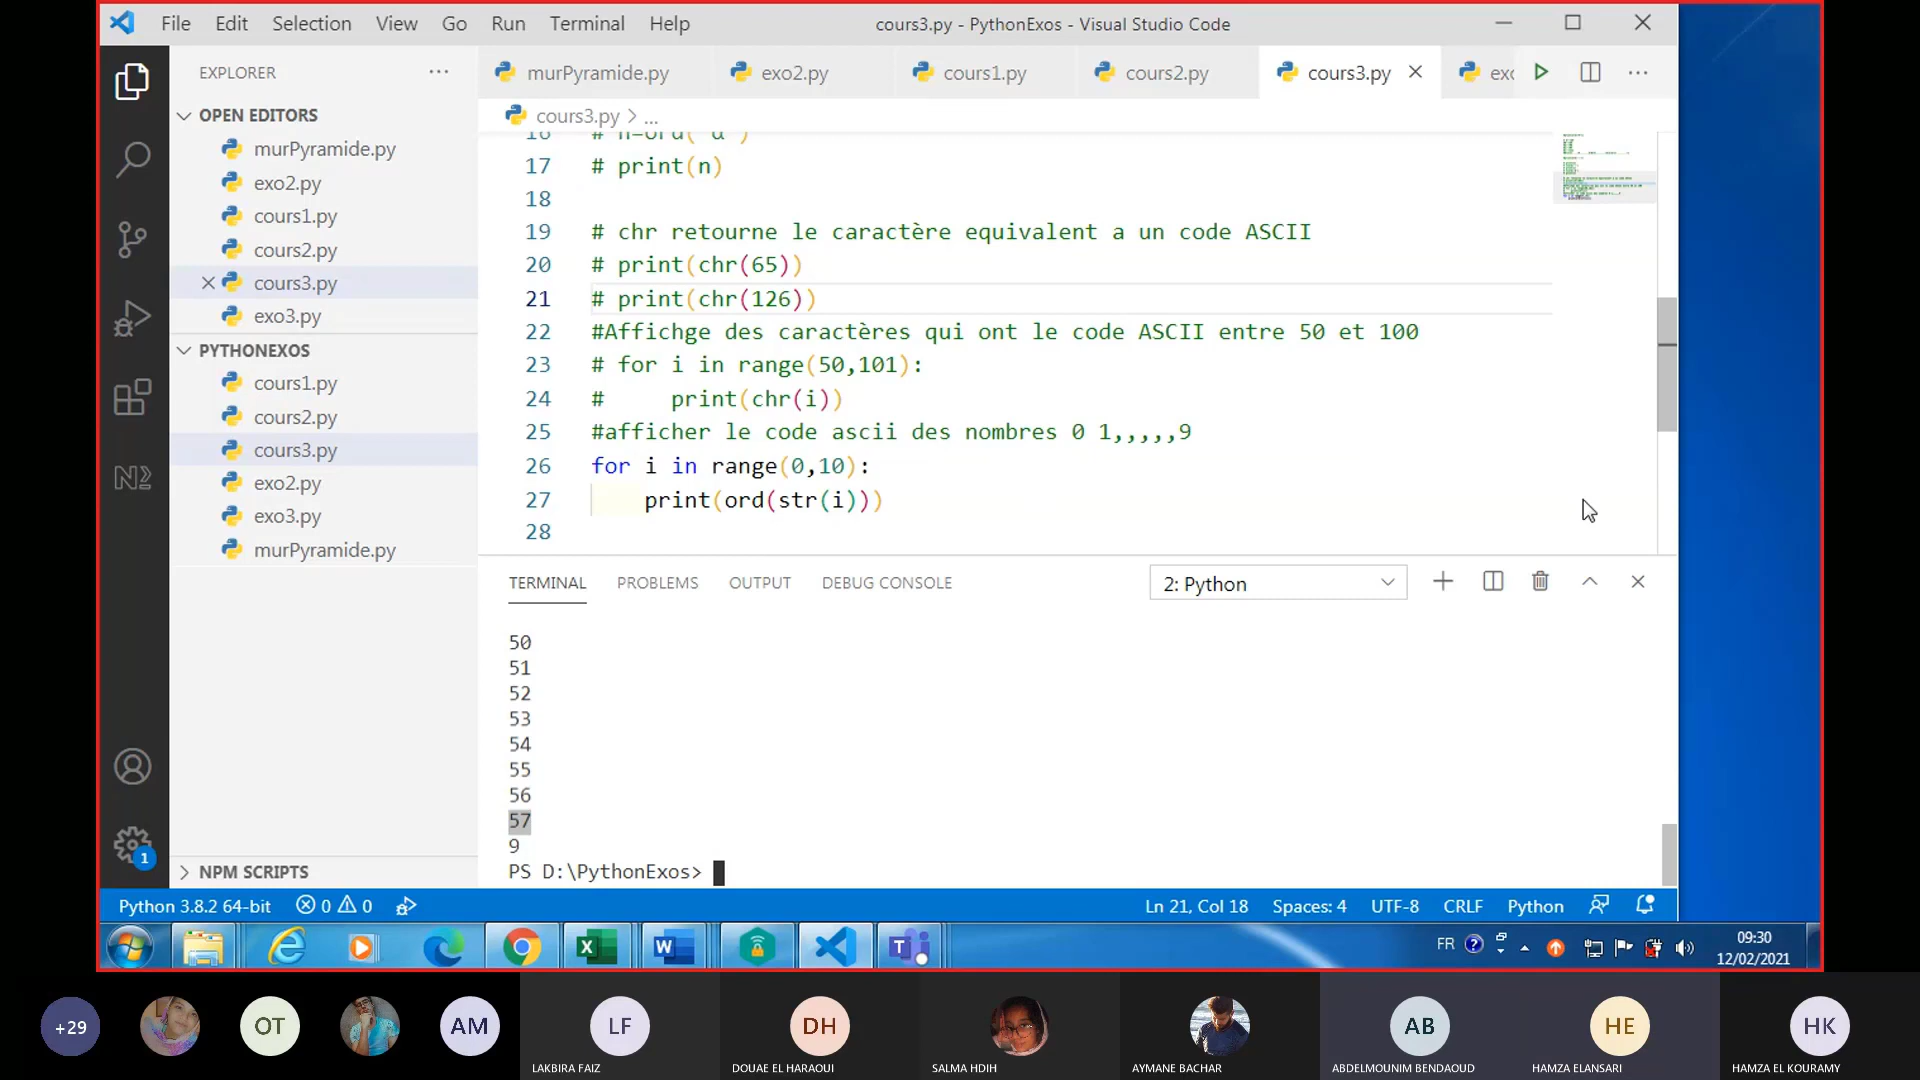 File Edit Selection View Go Run Terminal Help
cours3.py - PythonExos - Visual Studio Code
EXPLORER
murPyramide.py
exo2.py
cours1.py
cours2.py
cours3.py
OPEN EDITORS
murPyramide.py
exo2.py
cours1.py
cours2.py
cours3.py
exo3.py
PYTHONEXOS
cours1.py
cours2.py
cours3.py
exo2.py
exo3.py
murPyramide.py
NPM SCRIPTS
cours3.py > ...
17 # print(n)
18
19 # chr retourne le caractère equivalent a un code ASCII
20 # print(chr(65))
21 # print(chr(126))
22 #Affichge des caractères qui ont le code ASCII entre 50 et 100
23 # for i in range(50,101):
24 #     print(chr(i))
25 #afficher le code ascii des nombres 0 1,,,,,9
26 for i in range(0,10):
27     print(ord(str(i)))
28
TERMINAL PROBLEMS OUTPUT DEBUG CONSOLE
2: Python
50
51
52
53
54
55
56
57
9
PS D:\PythonExos>
1
Python 3.8.2 64-bit 0 0
Ln 21, Col 18 Spaces: 4 UTF-8 CRLF Python
FR
09:30
12/02/2021
+29
OT
AM
LF
DH
AB
HE
HK
LAKBIRA FAIZ
DOUAE EL HARAOUI
SALMA HDIH
AYMANE BACHAR
ABDELMOUNIM BENDAOUD
HAMZA ELANSARI
HAMZA EL KOURAMY